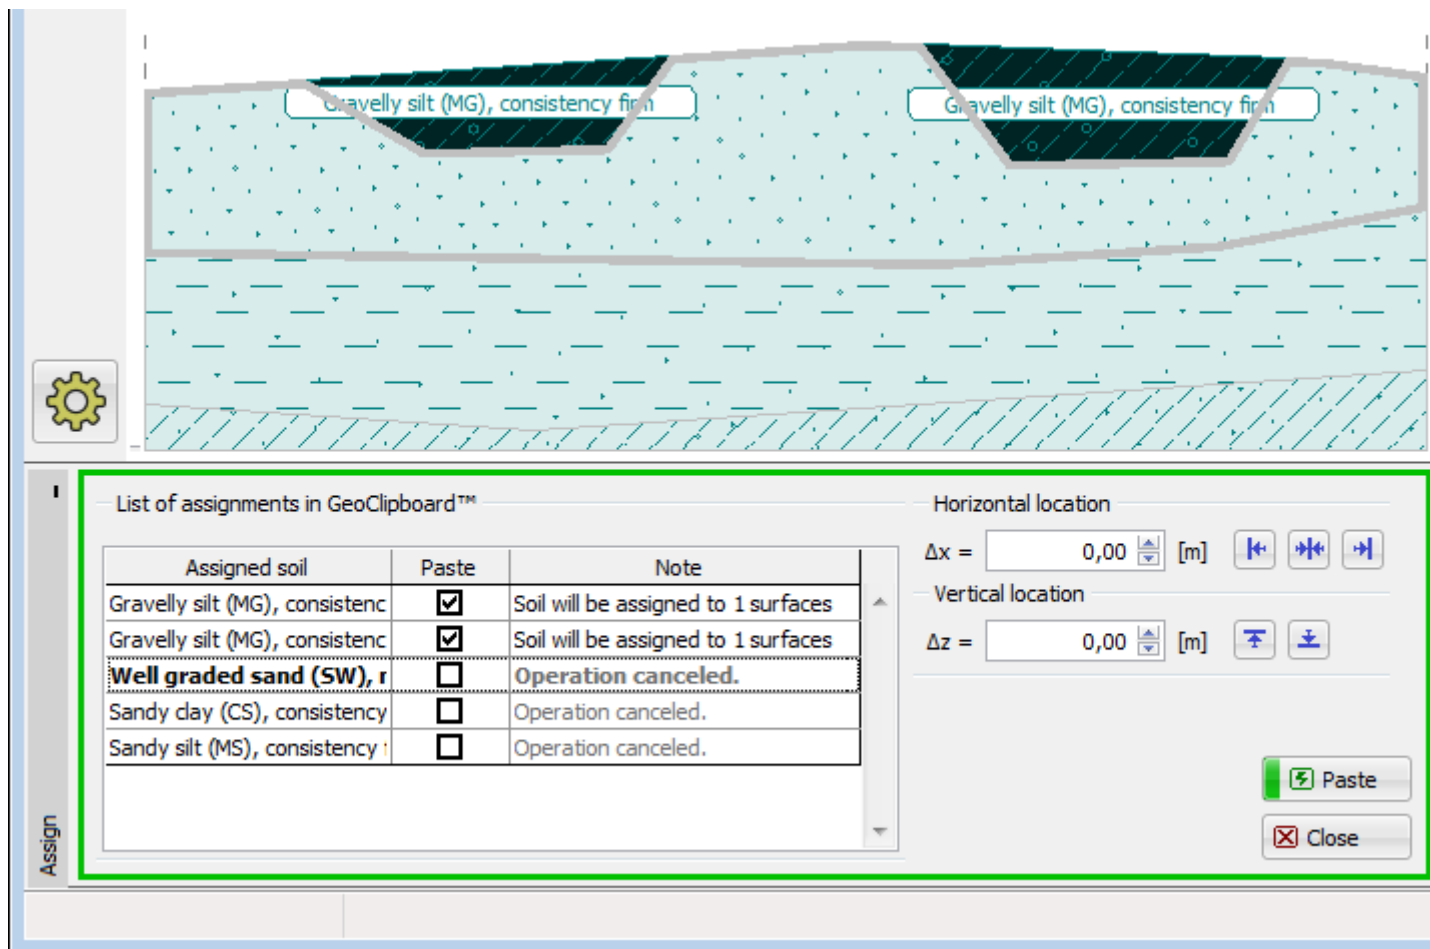 Gravelly silt (MG), consistency firm
Gravelly silt (MG), consistency firm
List of assignments in GeoClipboard™
Assigned soil Paste Note
Gravelly silt (MG), consistenc Soil will be assigned to 1 surfaces
Gravelly silt (MG), consistenc Soil will be assigned to 1 surfaces
Well graded sand (SW), r Operation canceled.
Sandy clay (CS), consistency Operation canceled.
Sandy silt (MS), consistency Operation canceled.
Horizontal location
Δx = 0,00 [m]
Vertical location
Δz = 0,00 [m]
Paste
Close
Assign